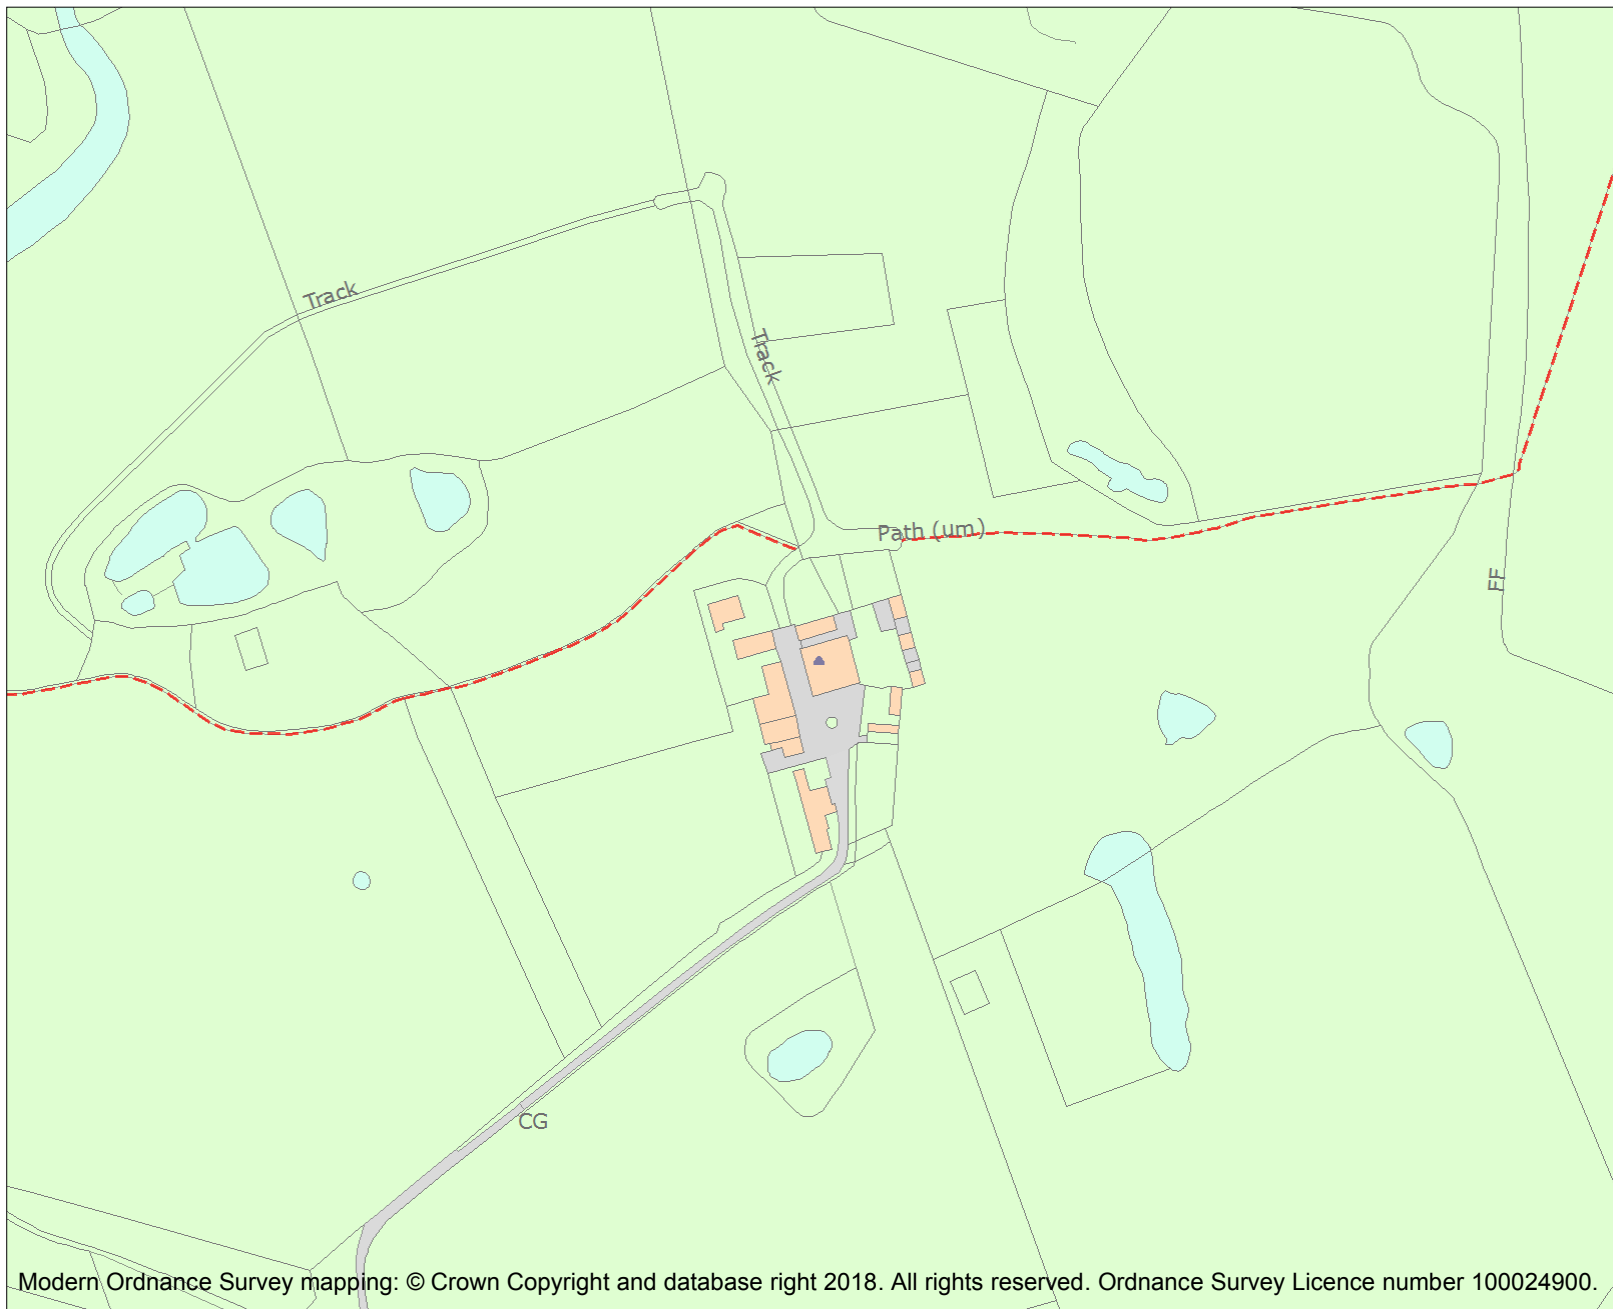 Track
Track
Path (um)
FF
CG
Modern Ordnance Survey mapping: © Crown Copyright and database right 2018. All rights reserved. Ordnance Survey Licence number 100024900.